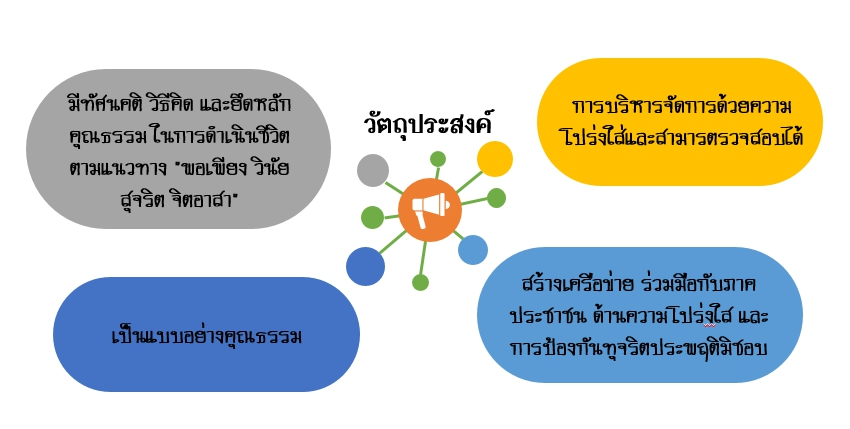 วัตถุประสงค์
มีทัศนคติ วิธีคิด และยึดหลัก
คุณธรรม ในการดำเนินชีวิต
ตามแนวทาง "พอเพียง วินัย
สุจริต จิตอาสา"
การบริหารจัดการด้วยความ
โปร่งใส่และสามารตรวจสอบได้
เป็นแบบอย่างคุณธรรม
สร้างเครือข่าย ร่วมมือกับภาค
ประชาชน ด้านความโปร่งใส และ
การป้องกันทุจริตประพฤติมิชอบ